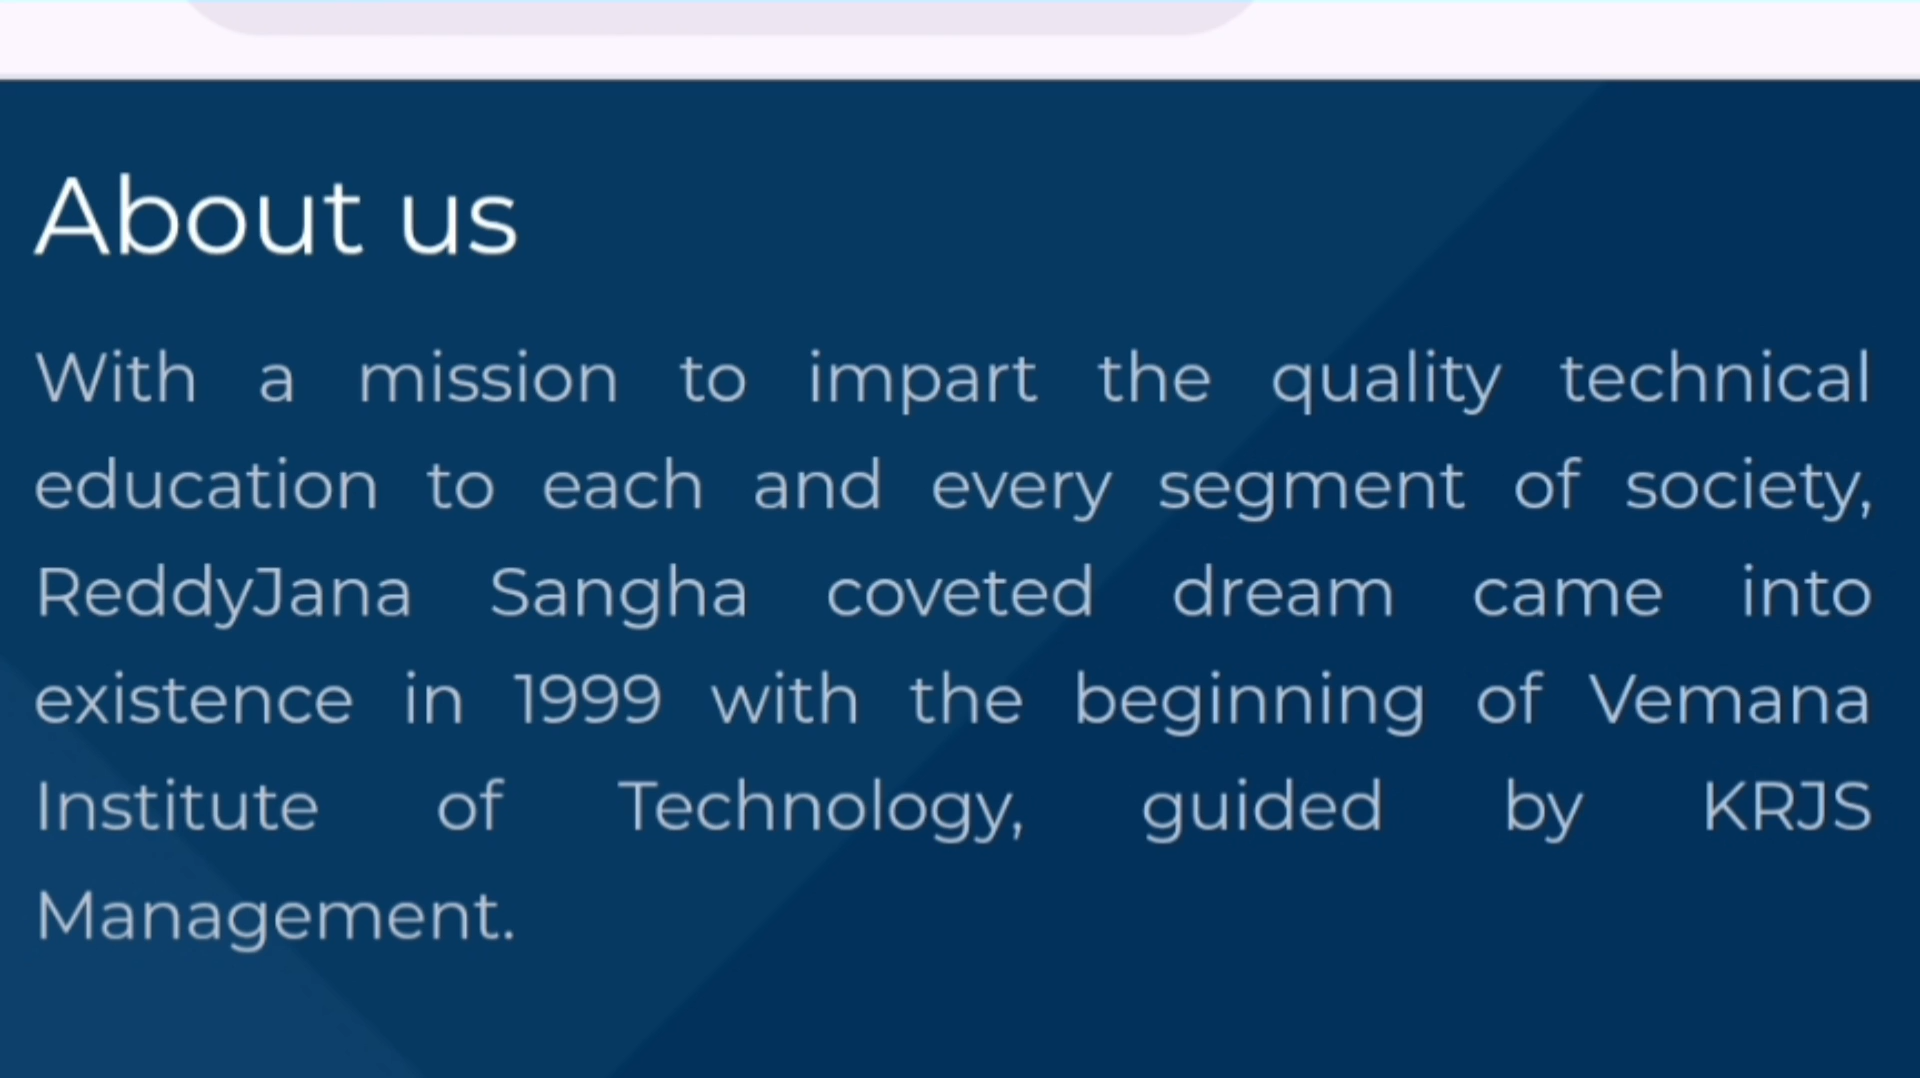 About us
With a mission to impart the quality technical
education to each and every segment of society,
ReddyJana Sangha coveted dream came into
existence in 1999 with the beginning of Vemana
Institute of Technology, guided by KRJS
Management.